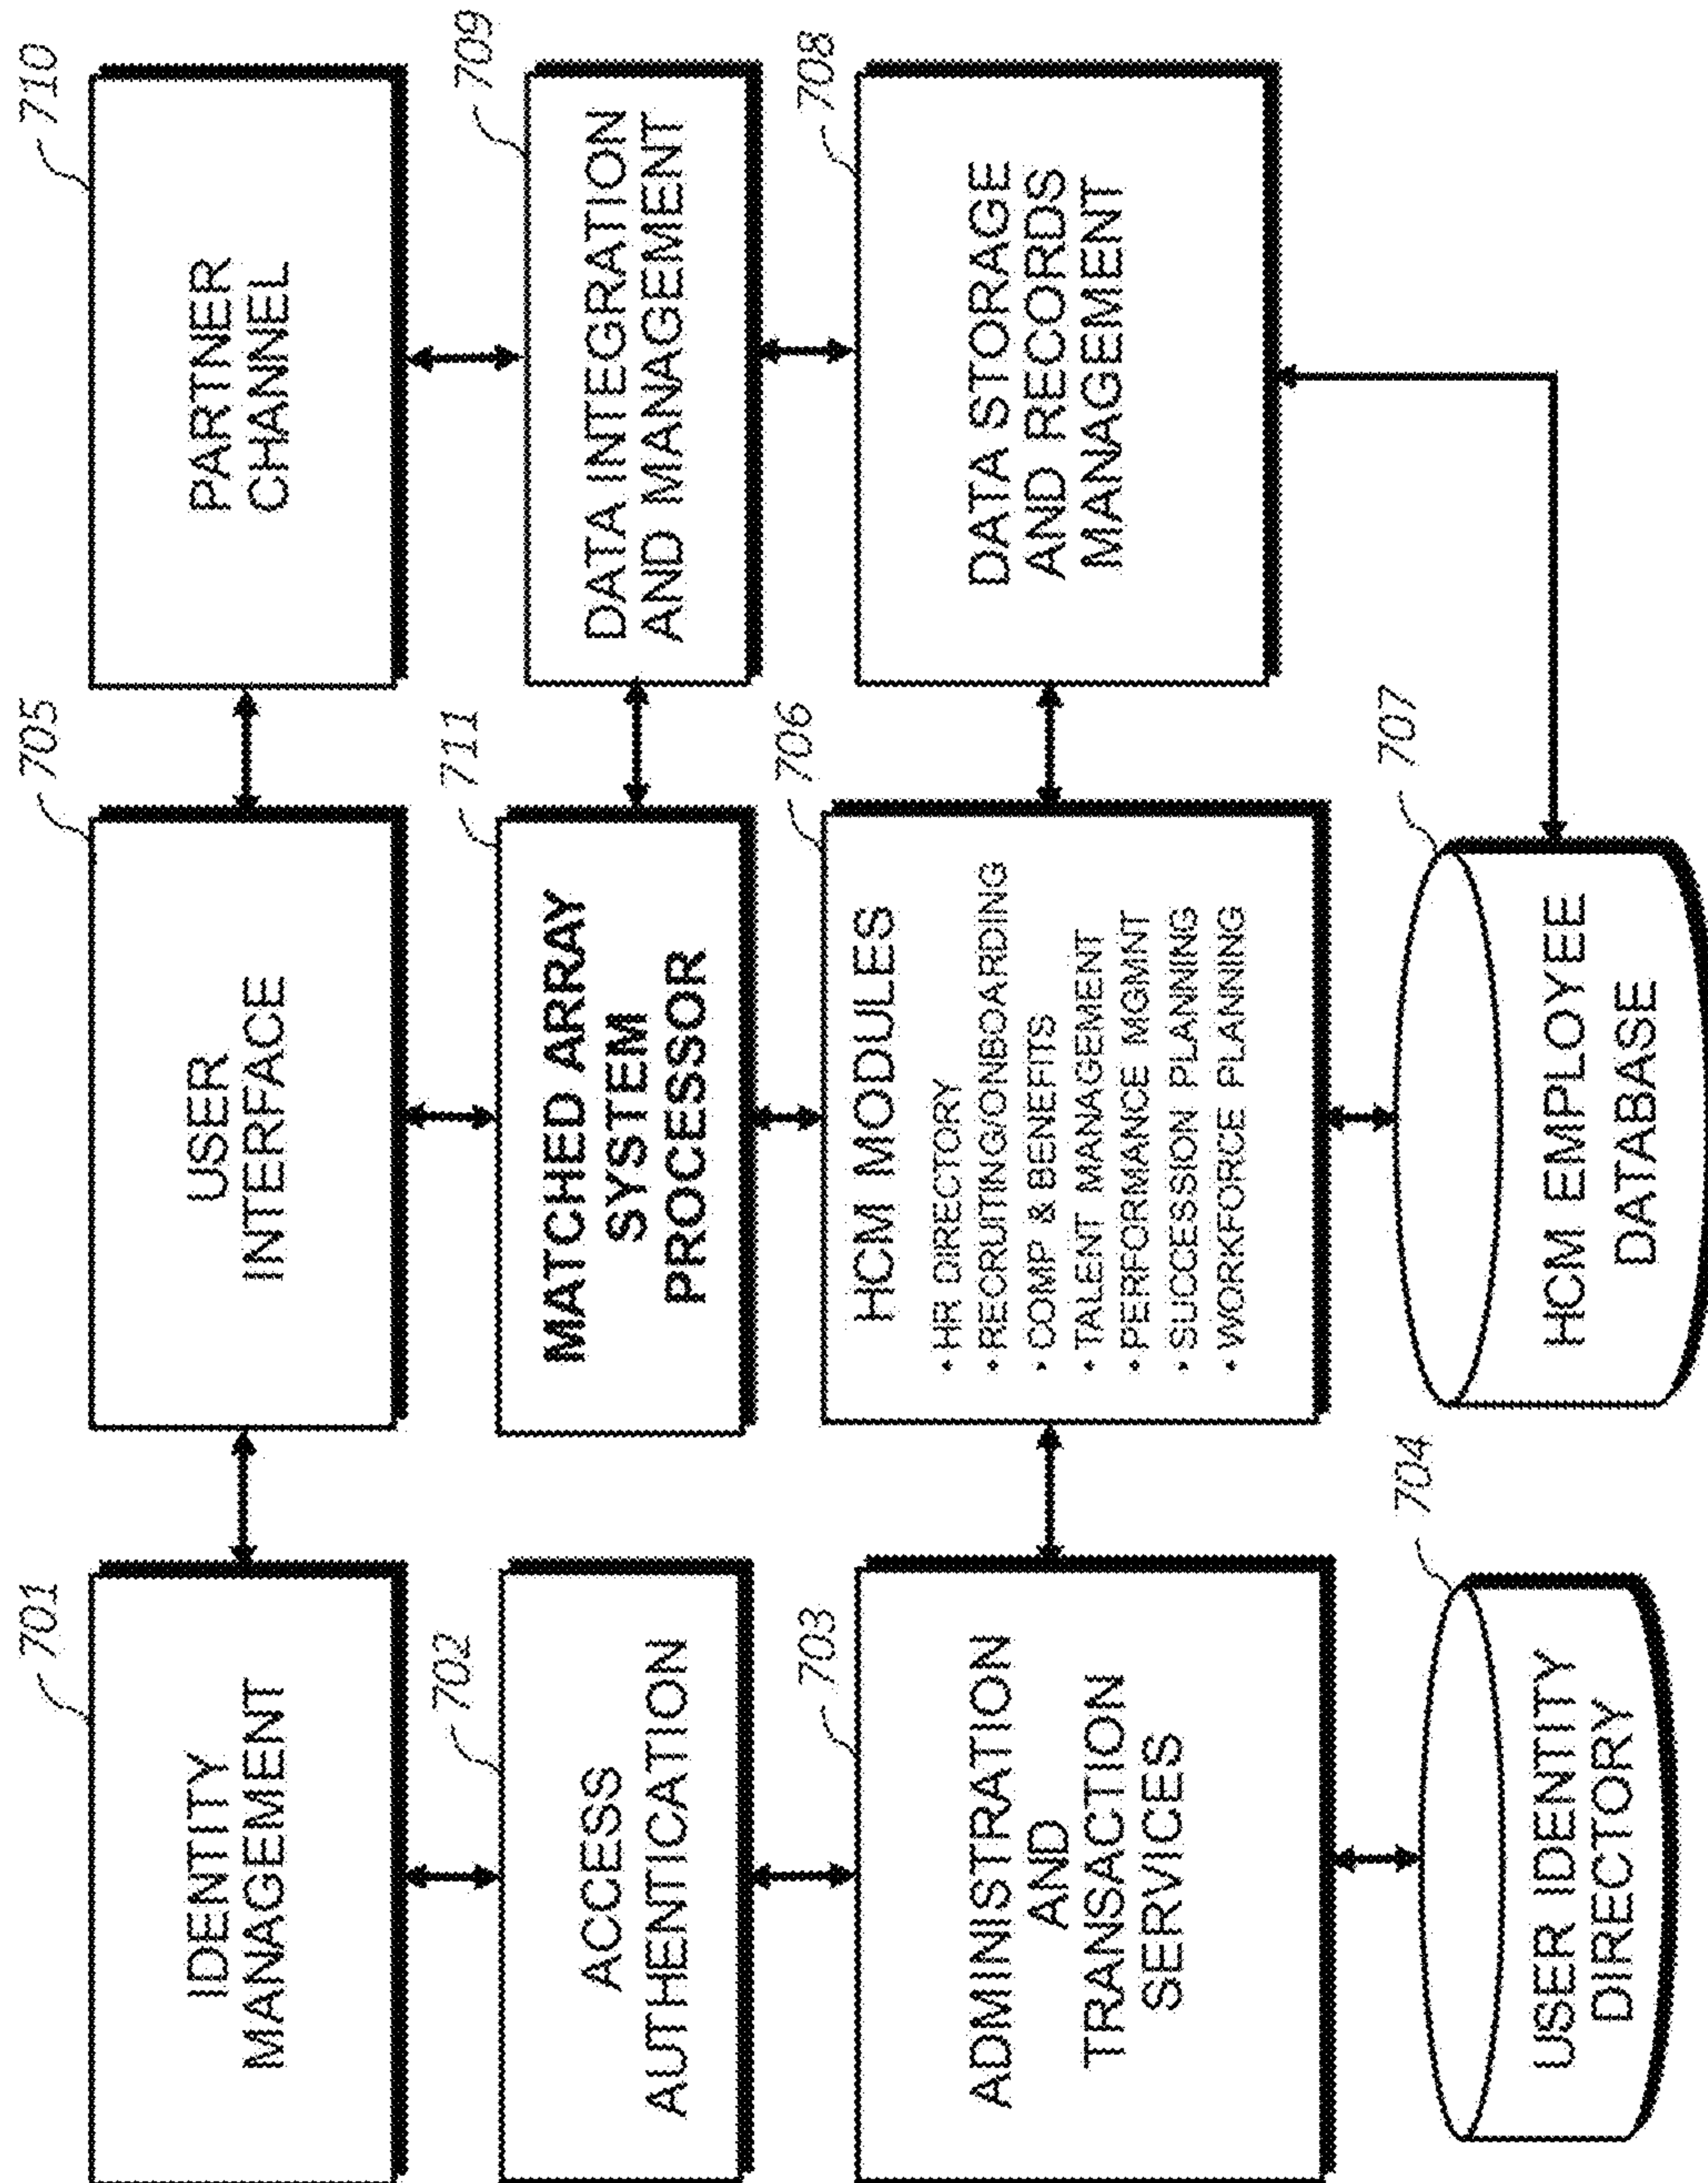 701
IDENTITY
MANAGEMENT
702
ACCESS
AUTHENTICATION
703
ADMINISTRATION
AND
TRANSACTION
SERVICES
704
USER IDENTITY
DIRECTORY
705
USER
INTERFACE
711
MATCHED ARRAY
SYSTEM
PROCESSOR
706
HCM MODULES
• HR DIRECTORY
• RECRUITING/ONBOARDING
• COMP & BENEFITS
• TALENT MANAGEMENT
• PERFORMANCE MGMNT
• SUCCESSION PLANNING
• WORKFORCE PLANNING
707
HCM EMPLOYEE
DATABASE
710
PARTNER
CHANNEL
709
DATA INTEGRATION
AND MANAGEMENT
708
DATA STORAGE
AND RECORDS
MANAGEMENT